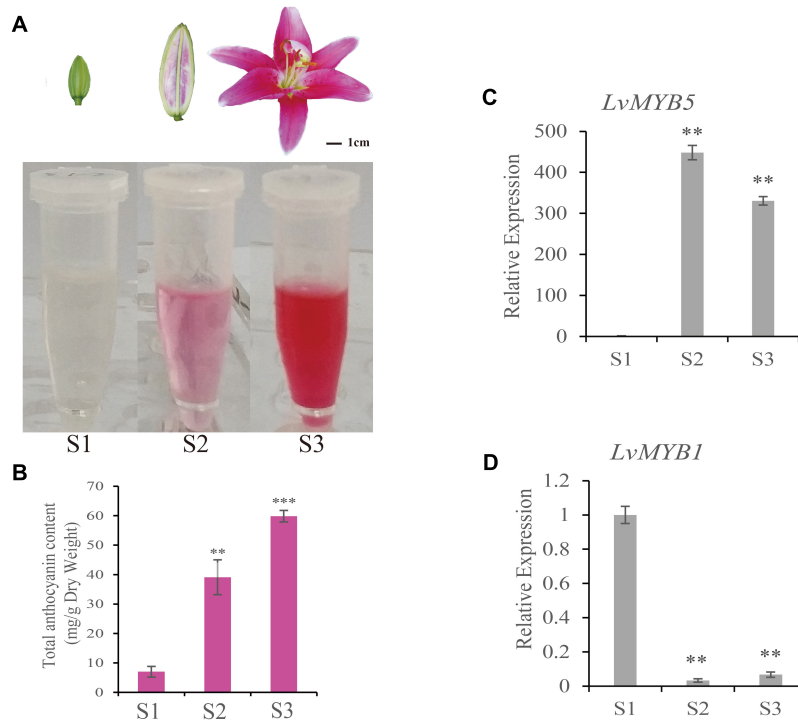 A
1cm
S1 S2 S3
B
Total anthocyanin content
(mg/g Dry Weight)
70
60
50
40
30
20
10
0
**
***
S1 S2 S3
C
LvMYB5
Relative Expression
500
400
300
200
100
0
**
**
S1 S2 S3
D
LvMYB1
Relative Expression
1.2
1
0.8
0.6
0.4
0.2
0
**
**
S1 S2 S3